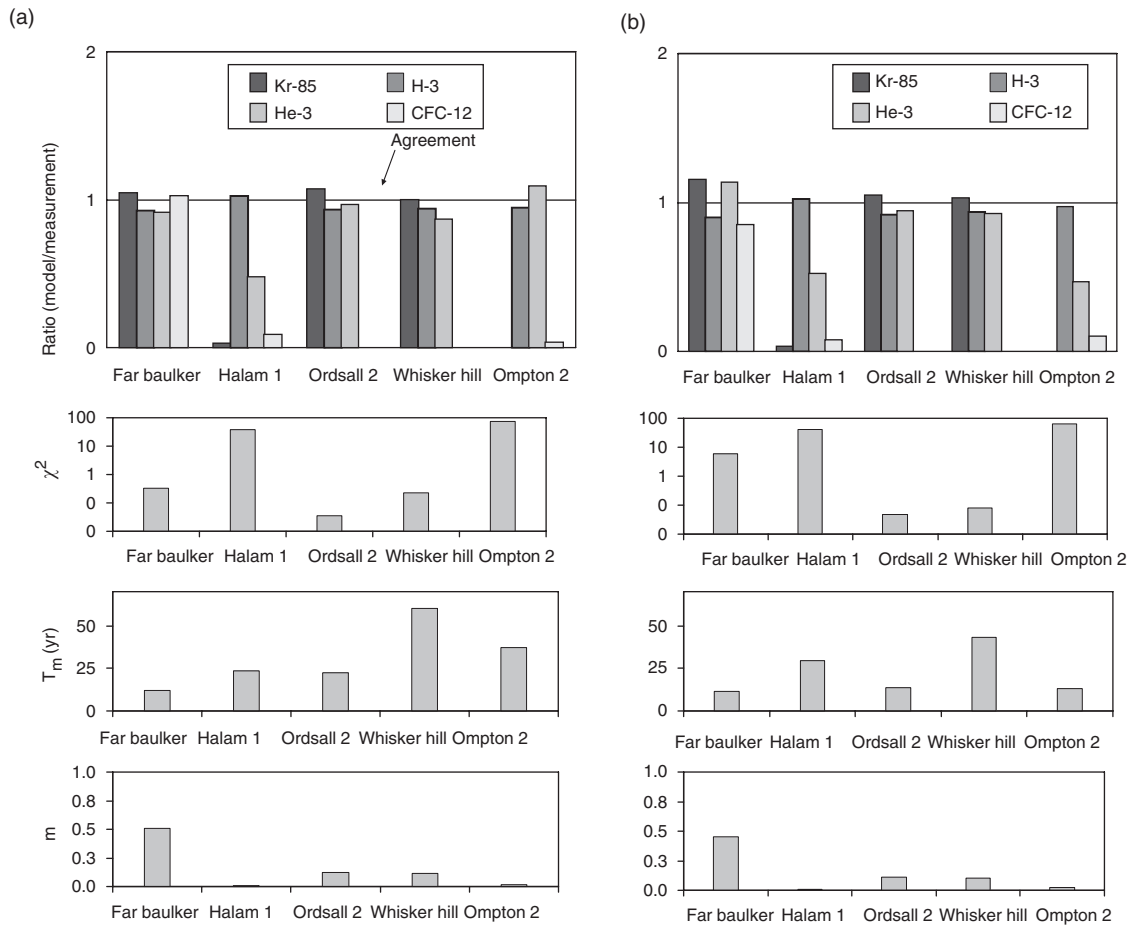 (a)
2
Kr-85
H-3
He-3
CFC-12
Agreement
1
0
Ratio (model/measurement)
Far baulker Halam 1 Ordsall 2 Whisker hill Ompton 2
100
10
1
0
0
χ2
Far baulker Halam 1 Ordsall 2 Whisker hill Ompton 2
50
25
0
Tm (yr)
Far baulker Halam 1 Ordsall 2 Whisker hill Ompton 2
1.0
0.8
0.5
0.3
0.0
m
Far baulker Halam 1 Ordsall 2 Whisker hill Ompton 2
(b)
2
Kr-85
H-3
He-3
CFC-12
1
0
Far baulker Halam 1 Ordsall 2 Whisker hill Ompton 2
100
10
1
0
0
Far baulker Halam 1 Ordsall 2 Whisker hill Ompton 2
50
25
0
Far baulker Halam 1 Ordsall 2 Whisker hill Ompton 2
1.0
0.8
0.5
0.3
0.0
Far baulker Halam 1 Ordsall 2 Whisker hill Ompton 2